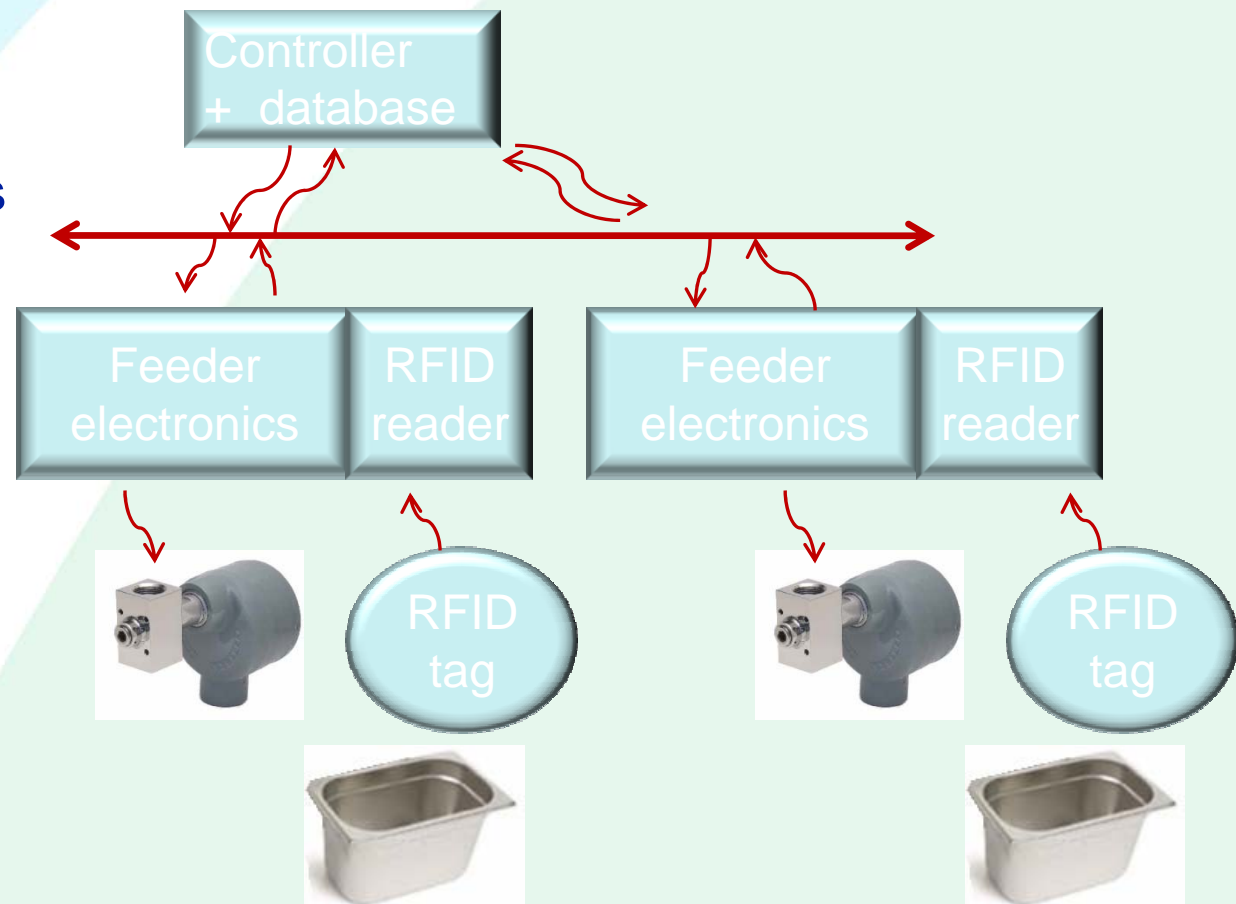 Controller
+ database
s
Feeder
electronics
RFID
reader
Feeder
electronics
RFID
reader
RFID
tag
RFID
tag